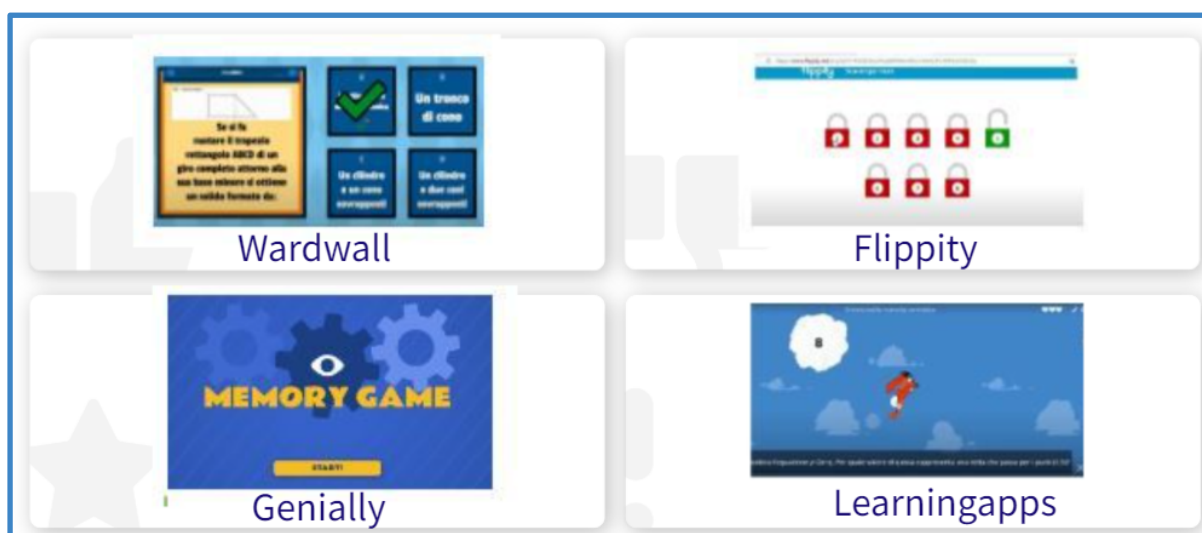 Se si fa
ruotare il trapezio
rettangolo ABCD di un
giro completo attorno alla
sua base minore si ottiene
un solido formato da:
Un tronco
di cono
Un cilindro
e un cono
sovrapposti
Un cilindro
e due coni
sovrapposti
Wardwall
flippity
Flippity
MEMORY GAME
START!
Genially
8
Learningapps